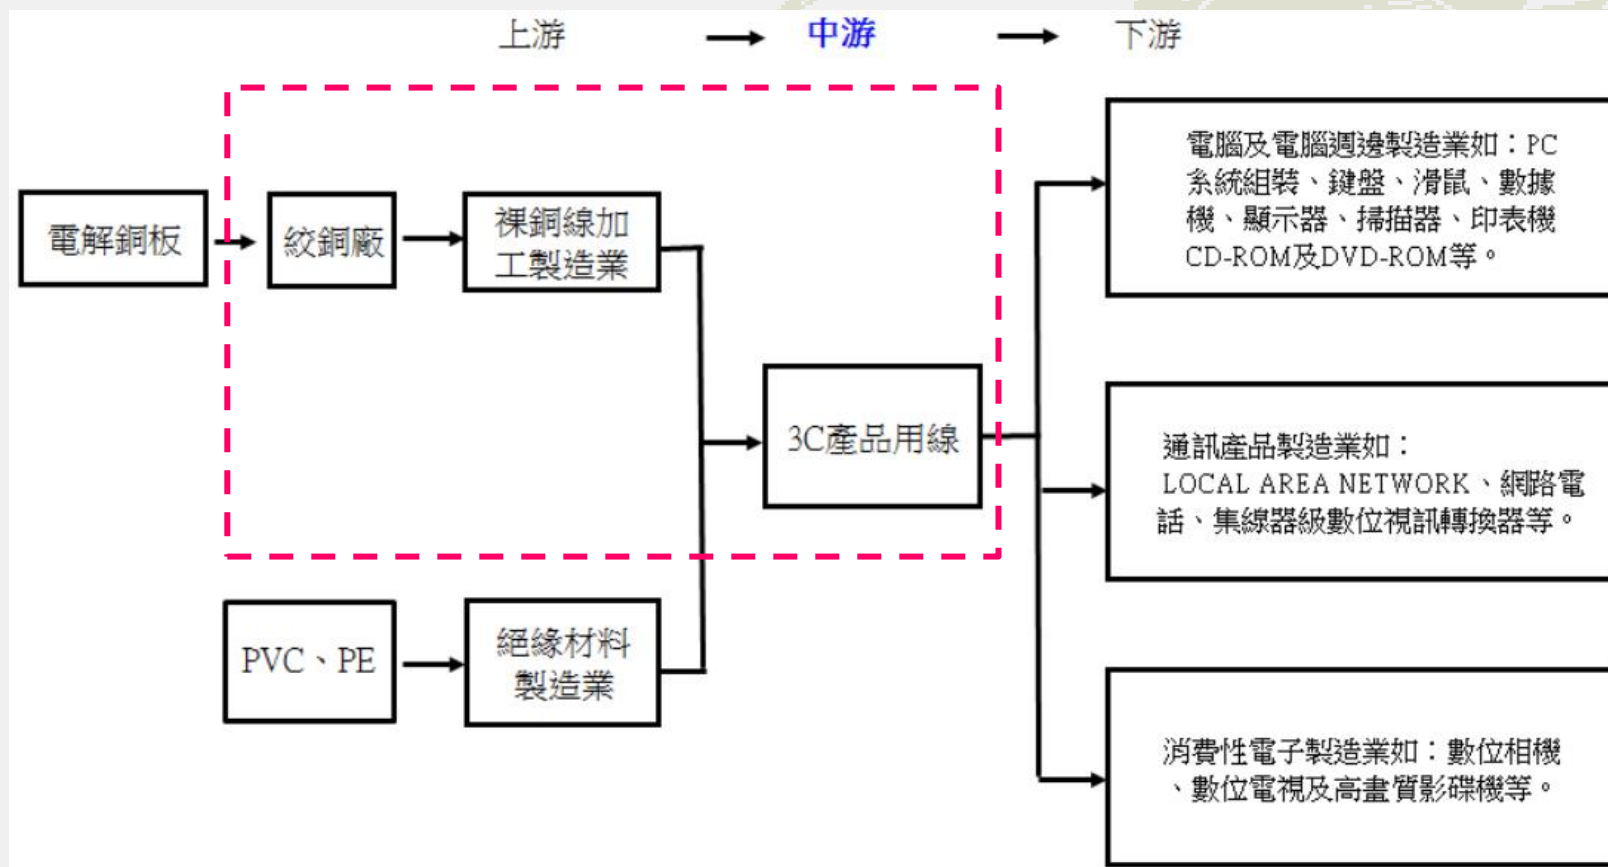 上游
中游
下游
電解銅板
絞銅廠
裸銅線加
工製造業
PVC、PE
絕緣材料
製造業
3C產品用線
電腦及電腦週邊製造業如：PC
系統組裝、鍵盤、滑鼠、數據
機、顯示器、掃描器、印表機
CD-ROM及DVD-ROM等。
通訊產品製造業如：
LOCAL AREA NETWORK、網路電
話、集線器級數位視訊轉換器等。
消費性電子製造業如：數位相機
、數位電視及高畫質影碟機等。